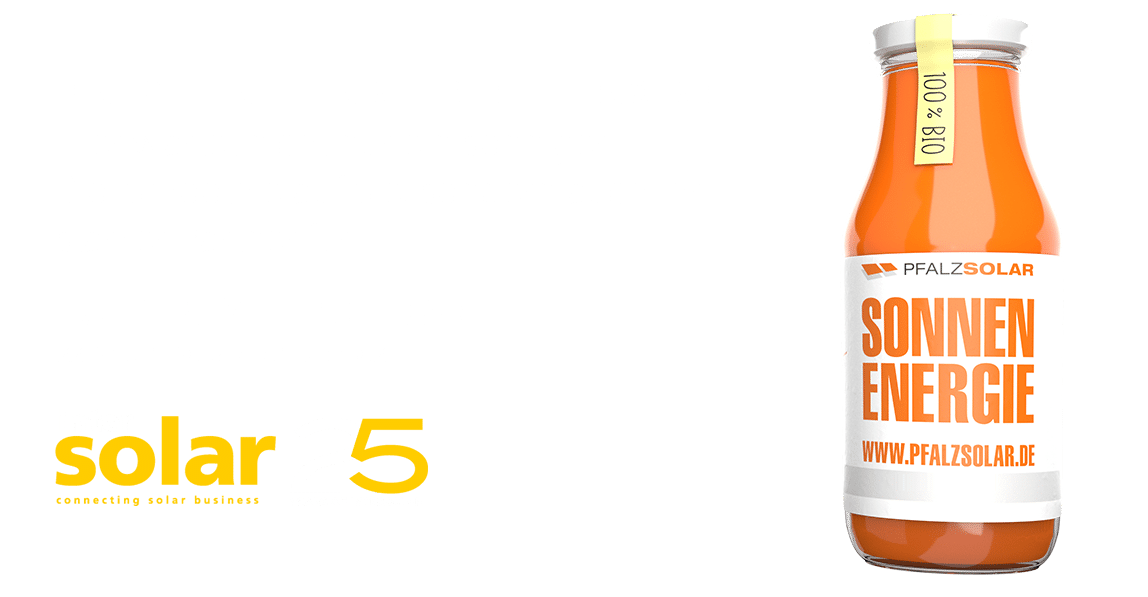 100 % BIO
PFALZSOLAR
SONNEN
ENERGIE
WWW.PFALZSOLAR.DE
solar 5
connecting solar business